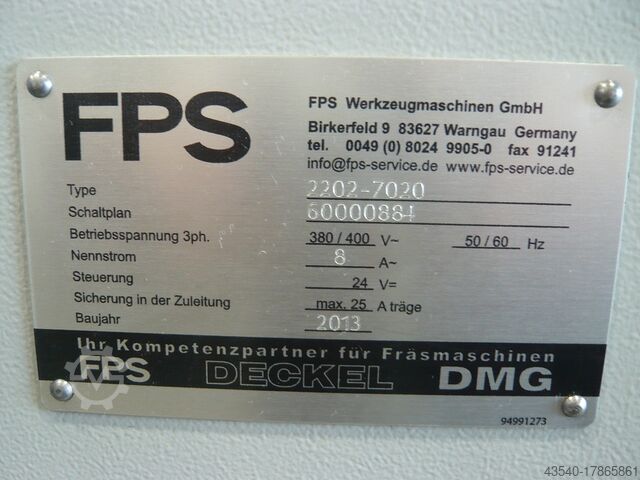 FPS
FPS Werkzeugmaschinen GmbH
Birkerfeld 9 83627 Warngau Germany
tel. 0049 (0) 8024 9905-0 fax 91241
info@fps-service.de www.fps-service.de
Type 2202-7020
Schaltplan 60000884
Betriebsspannung 3ph. 380 / 400 V~ 50 / 60 Hz
Nennstrom 8 A~
Steuerung 24 V=
Sicherung in der Zuleitung max. 25 A träge
Baujahr 2013
Ihr Kompetenzpartner für Fräsmaschinen
FPS DECKEL DMG
94991273
43540-17865861